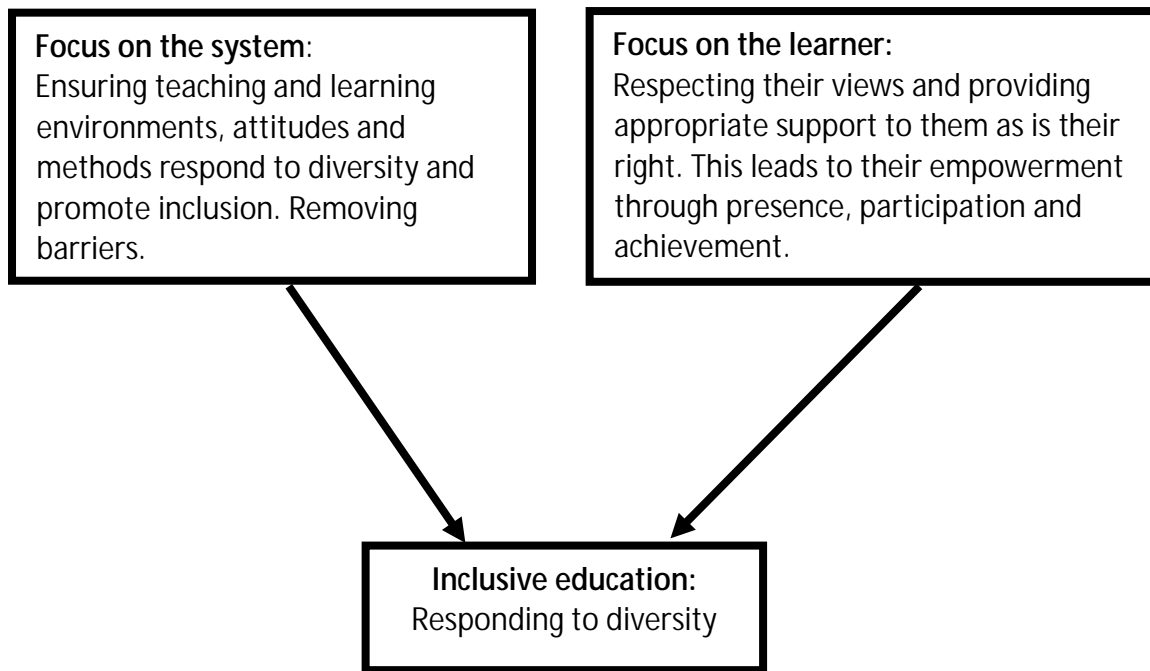 Focus on the system:
Ensuring teaching and learning
environments, attitudes and
methods respond to diversity and
promote inclusion. Removing
barriers.
Focus on the learner:
Respecting their views and providing
appropriate support to them as is their
right. This leads to their empowerment
through presence, participation and
achievement.
Inclusive education:
Responding to diversity